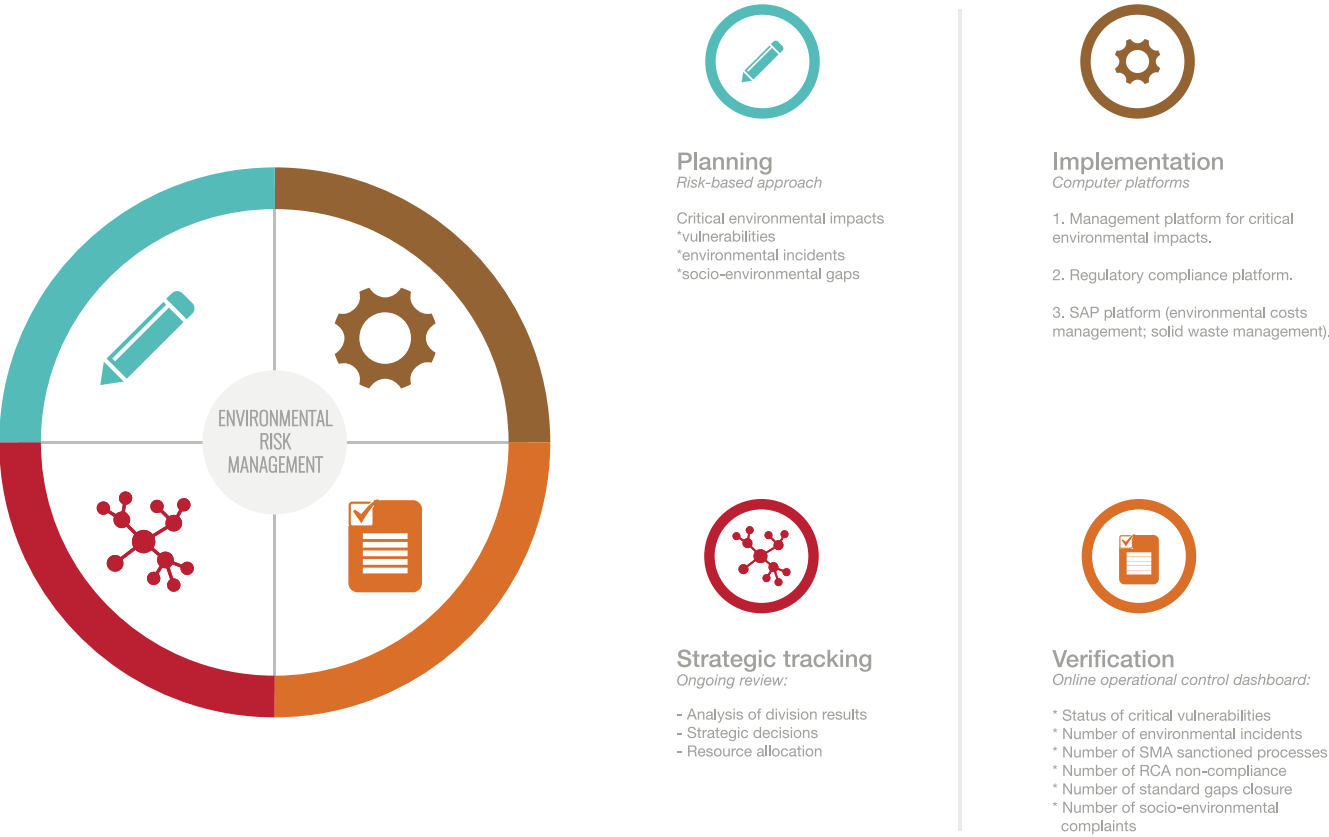 ENVIRONMENTAL
RISK
MANAGEMENT
Planning
Risk-based approach
Critical environmental impacts
*vulnerabilities
*environmental incidents
*socio-environmental gaps
Implementation
Computer platforms
1. Management platform for critical
environmental impacts.
2. Regulatory compliance platform.
3. SAP platform (environmental costs
management; solid waste management).
Strategic tracking
Ongoing review:
- Analysis of division results
- Strategic decisions
- Resource allocation
Verification
Online operational control dashboard:
* Status of critical vulnerabilities
* Number of environmental incidents
* Number of SMA sanctioned processes
* Number of RCA non-compliance
* Number of standard gaps closure
* Number of socio-environmental
complaints